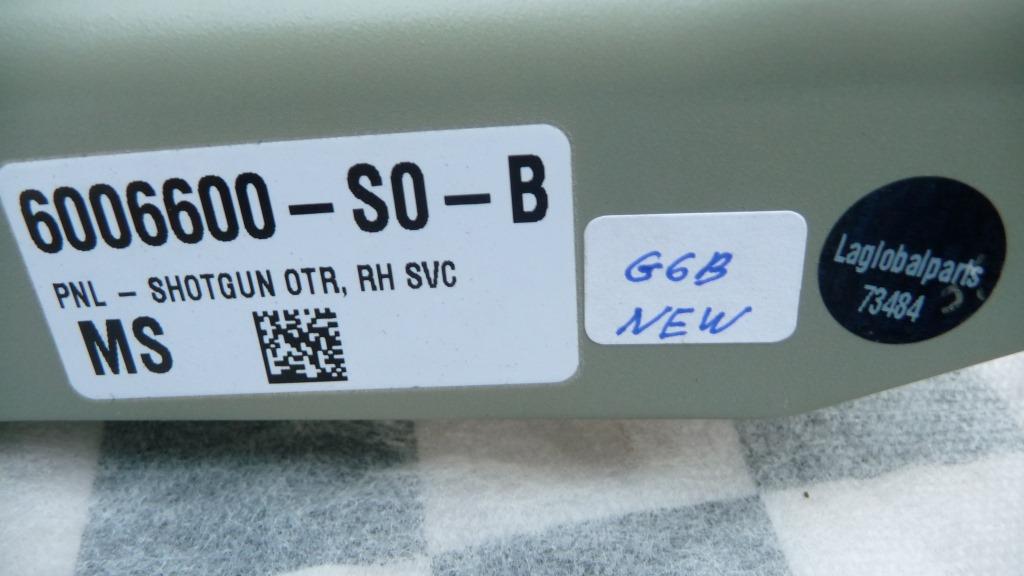 6006600-S0-B
PNL - SHOTGUN OTR, RH SVC
MS
G6B
NEW
Laglobalparts
73484